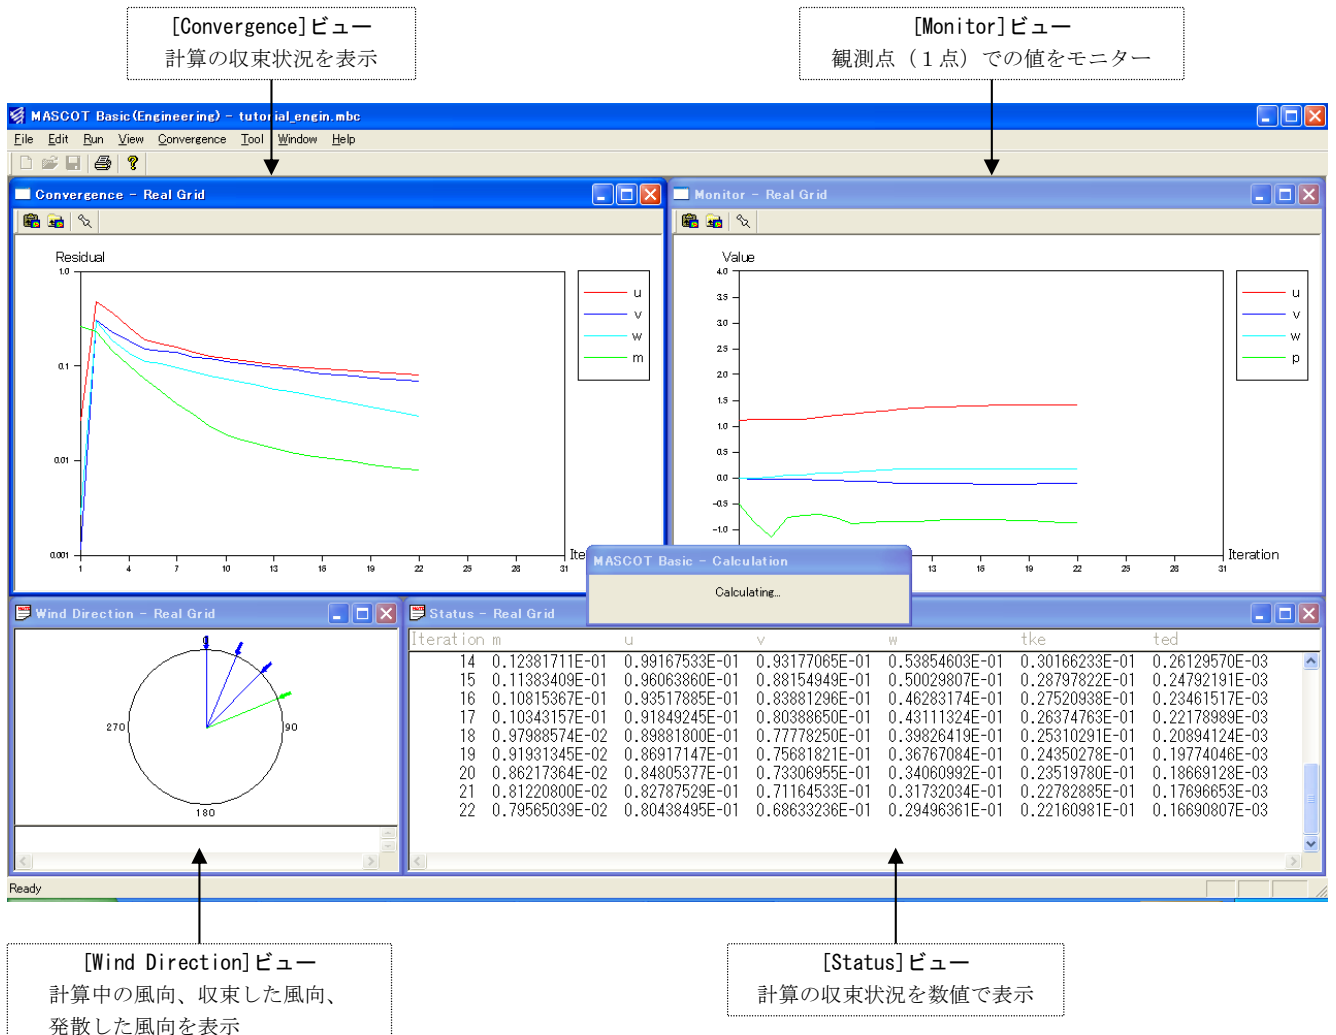 [Convergence]ビュー
計算の収束状況を表示
[Monitor]ビュー
観測点（１点）での値をモニター
MASCOT Basic(Engineering) - tutorial_engin.mbc
File Edit Run View Convergence Tool Window Help
Convergence - Real Grid
Residual
1.0
0.1
0.01
0.001
1 4 7 10 13 16 19 22 25 28 31
Ite
u
v
w
m
Monitor - Real Grid
Value
4.0
3.5
3.0
2.5
2.0
1.5
1.0
0.5
0.0
-0.5
-1.0
13 16 19 22 25 28 31
Iteration
u
v
w
p
MASCOT Basic - Calculation
Calculating...
Wind Direction - Real Grid
0
270
90
180
Status - Real Grid
Iteration m u v w tke ted
14 0.12381711E-01 0.99167533E-01 0.93177065E-01 0.53854603E-01 0.30166233E-01 0.26129570E-03
15 0.11383409E-01 0.96063860E-01 0.88154949E-01 0.50029807E-01 0.28797822E-01 0.24792191E-03
16 0.10815367E-01 0.93517885E-01 0.83881296E-01 0.46283174E-01 0.27520938E-01 0.23461517E-03
17 0.10343157E-01 0.91849245E-01 0.80388650E-01 0.43111324E-01 0.26374763E-01 0.22178989E-03
18 0.97988574E-02 0.89881800E-01 0.77778250E-01 0.39826419E-01 0.25310291E-01 0.20894124E-03
19 0.91931345E-02 0.86917147E-01 0.75681821E-01 0.36767084E-01 0.24350278E-01 0.19774046E-03
20 0.86217364E-02 0.84805377E-01 0.73306955E-01 0.34060992E-01 0.23519780E-01 0.18669128E-03
21 0.81220800E-02 0.82787529E-01 0.71164533E-01 0.31732034E-01 0.22782885E-01 0.17696653E-03
22 0.79565039E-02 0.80438495E-01 0.68633236E-01 0.29496361E-01 0.22160981E-01 0.16690807E-03
Ready
[Wind Direction]ビュー
計算中の風向、収束した風向、
発散した風向を表示
[Status]ビュー
計算の収束状況を数値で表示